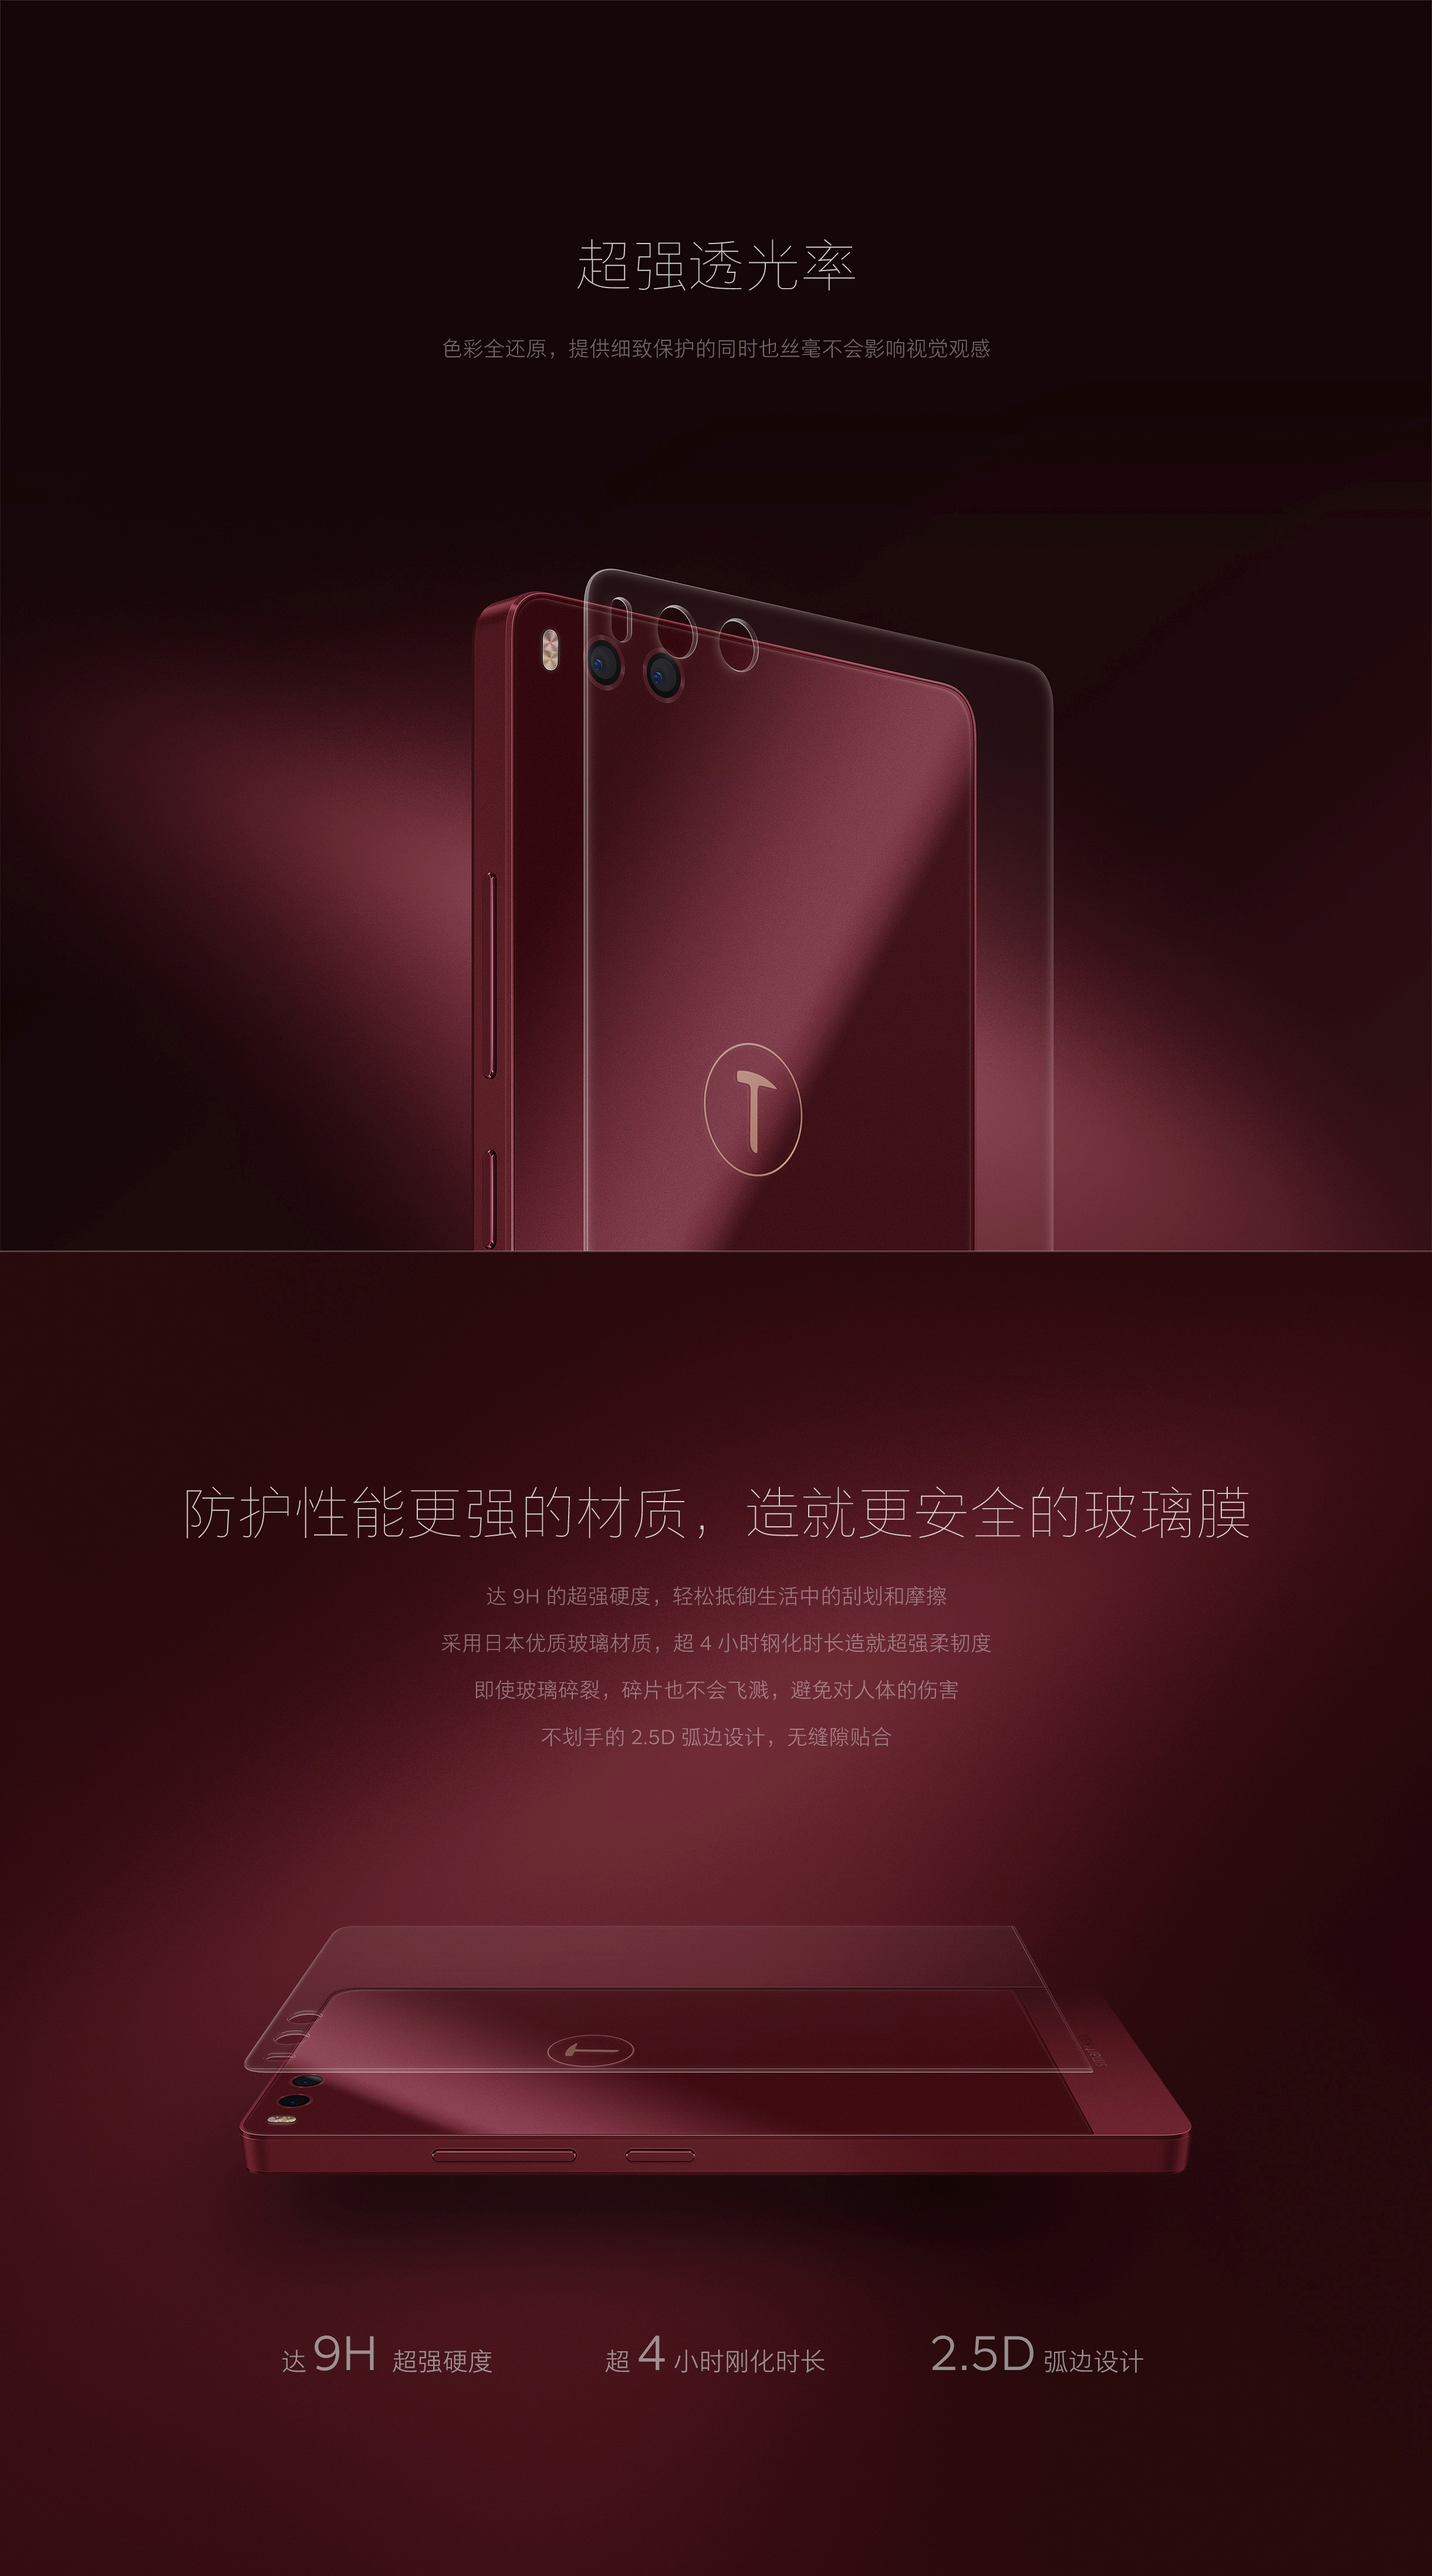 超强透光率
色彩全还原，提供细致保护的同时也丝毫不会影响视觉观感
防护性能更强的材质，造就更安全的玻璃膜
达 9H 的超强硬度，轻松抵御生活中的刮划和摩擦
采用日本优质玻璃材质，超 4 小时钢化时长造就超强柔韧度
即使玻璃碎裂，碎片也不会飞溅，避免对人体的伤害
不划手的 2.5D 弧边设计，无缝隙贴合
达 9H 超强硬度
超 4 小时刚化时长
2.5D 弧边设计